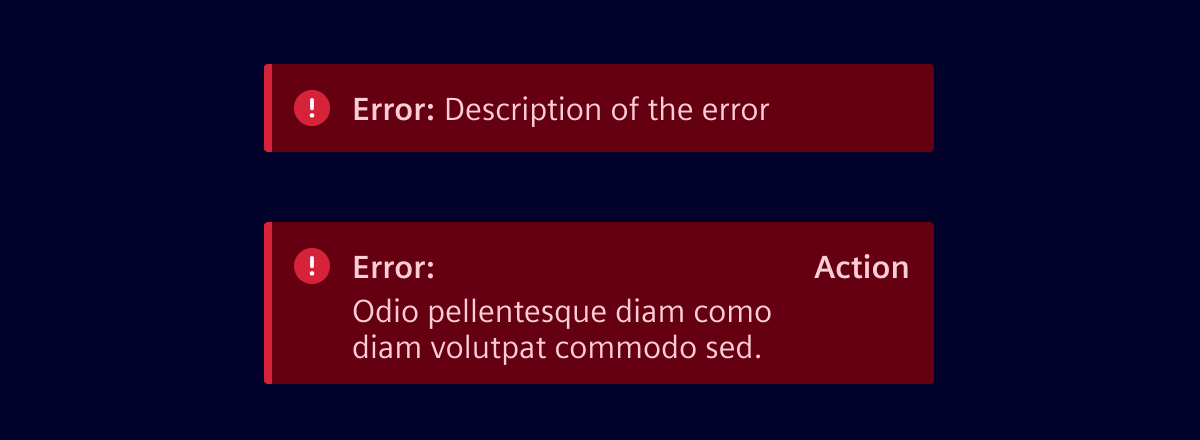 Error: Description of the error
Error: Action
Odio pellentesque diam como
diam volutpat commodo sed.